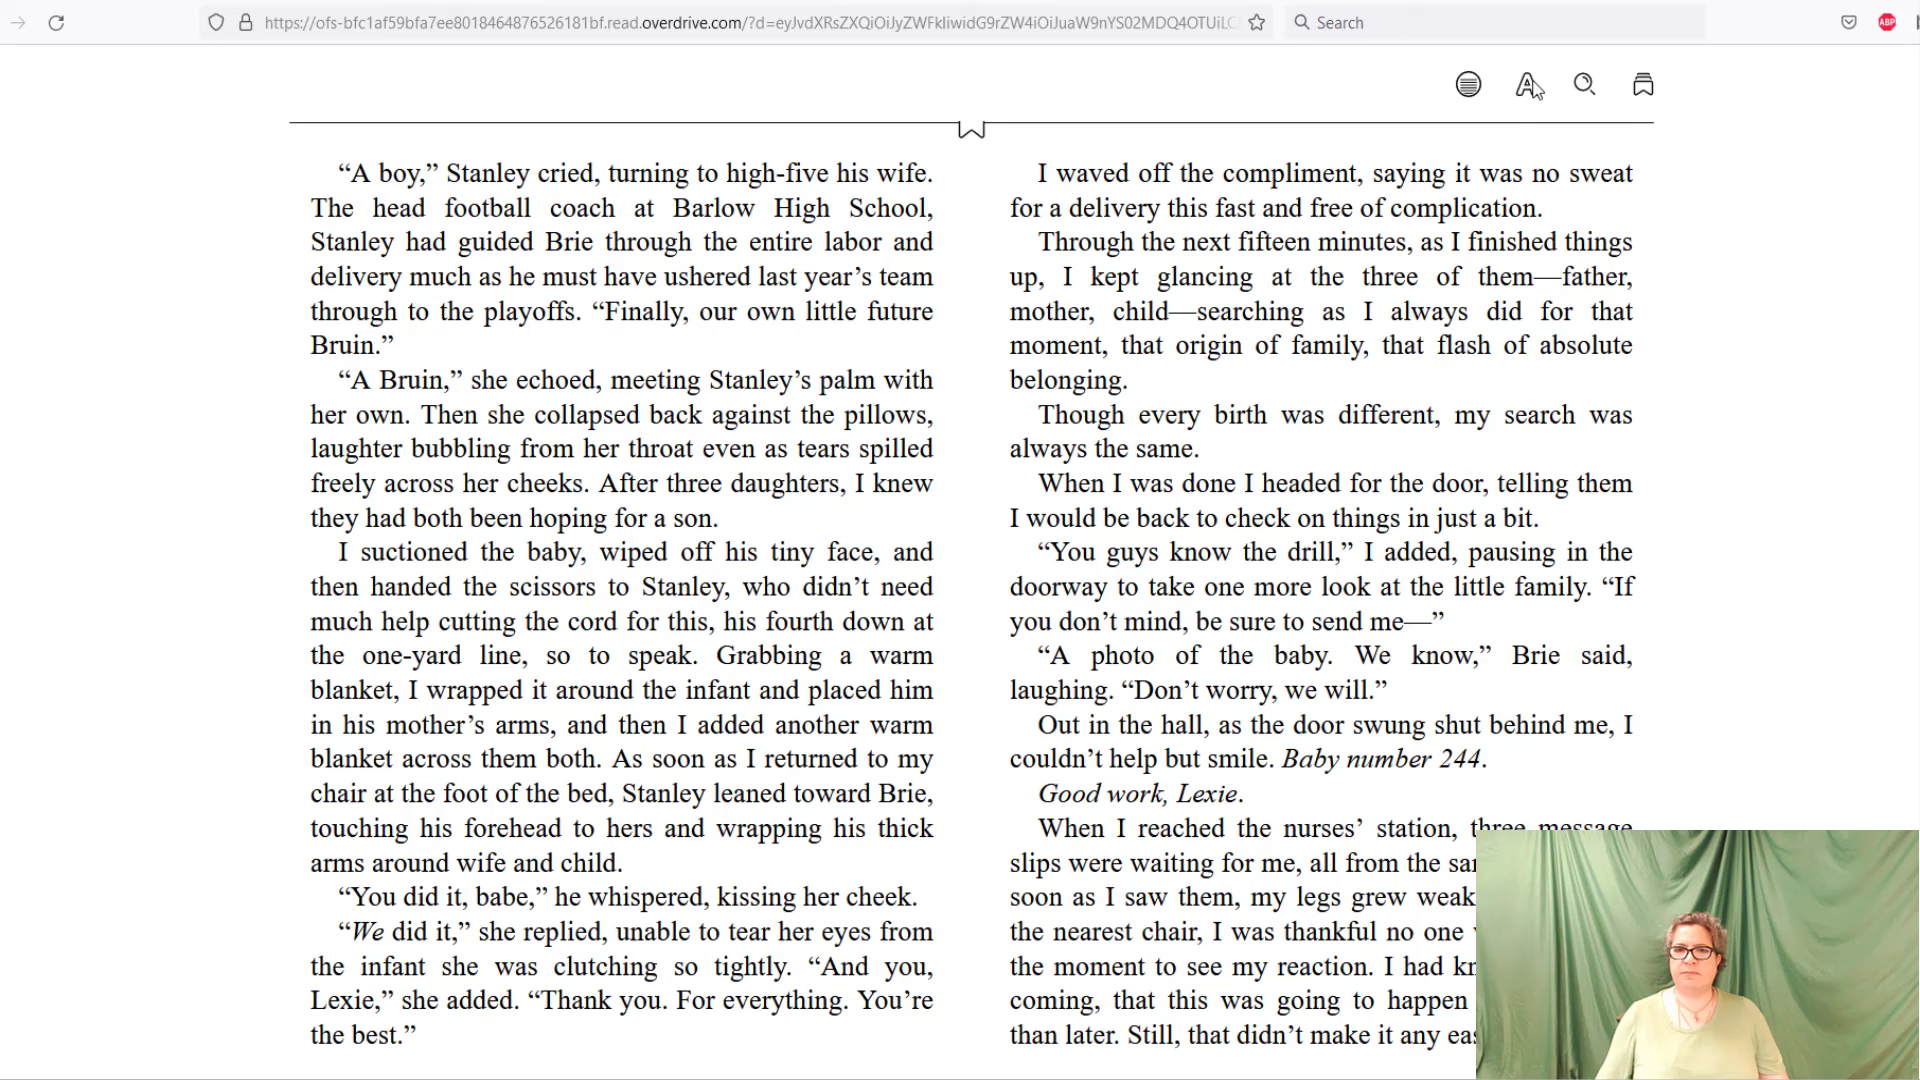 https://ofs-bfc1af59bfa7ee8018464876526181bf.read.overdrive.com/?d=eyJvdXRsZXQiOiJyZWFkIiwidG9rZW4iOiJuaW9nYS02MDQ4OTUiLC
Search
ABP
“A boy,” Stanley cried, turning to high-five his wife.
The head football coach at Barlow High School,
Stanley had guided Brie through the entire labor and
delivery much as he must have ushered last year’s team
through to the playoffs. “Finally, our own little future
Bruin.”
“A Bruin,” she echoed, meeting Stanley’s palm with
her own. Then she collapsed back against the pillows,
laughter bubbling from her throat even as tears spilled
freely across her cheeks. After three daughters, I knew
they had both been hoping for a son.
I suctioned the baby, wiped off his tiny face, and
then handed the scissors to Stanley, who didn’t need
much help cutting the cord for this, his fourth down at
the one-yard line, so to speak. Grabbing a warm
blanket, I wrapped it around the infant and placed him
in his mother’s arms, and then I added another warm
blanket across them both. As soon as I returned to my
chair at the foot of the bed, Stanley leaned toward Brie,
touching his forehead to hers and wrapping his thick
arms around wife and child.
“You did it, babe,” he whispered, kissing her cheek.
“We did it,” she replied, unable to tear her eyes from
the infant she was clutching so tightly. “And you,
Lexie,” she added. “Thank you. For everything. You’re
the best.”
I waved off the compliment, saying it was no sweat
for a delivery this fast and free of complication.
Through the next fifteen minutes, as I finished things
up, I kept glancing at the three of them—father,
mother, child—searching as I always did for that
moment, that origin of family, that flash of absolute
belonging.
Though every birth was different, my search was
always the same.
When I was done I headed for the door, telling them
I would be back to check on things in just a bit.
“You guys know the drill,” I added, pausing in the
doorway to take one more look at the little family. “If
you don’t mind, be sure to send me—”
“A photo of the baby. We know,” Brie said,
laughing. “Don’t worry, we will.”
Out in the hall, as the door swung shut behind me, I
couldn’t help but smile. Baby number 244.
Good work, Lexie.
When I reached the nurses’ station, three message
slips were waiting for me, all from the
soon as I saw them, my legs grew weak
the nearest chair, I was thankful no one
the moment to see my reaction. I had
coming, that this was going to happen
than later. Still, that didn’t make it any